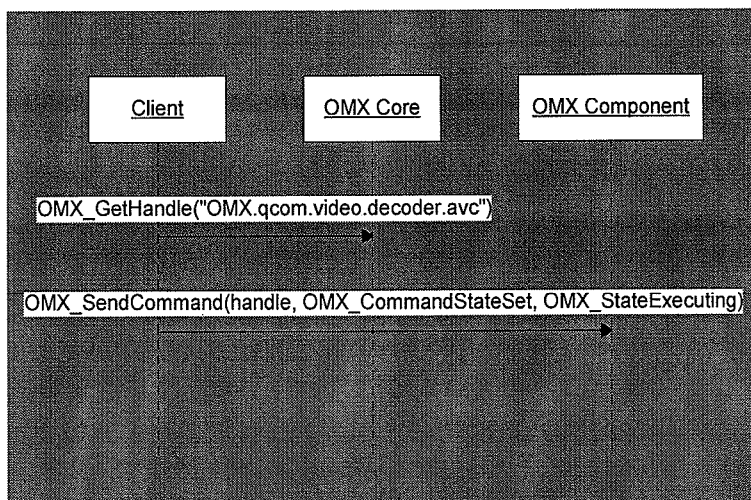 Client
OMX Core
OMX Component
OMX_GetHandle("OMX.qcom.video.decoder.avc")
OMX_SendCommand(handle, OMX_CommandStateSet, OMX_StateExecuting)